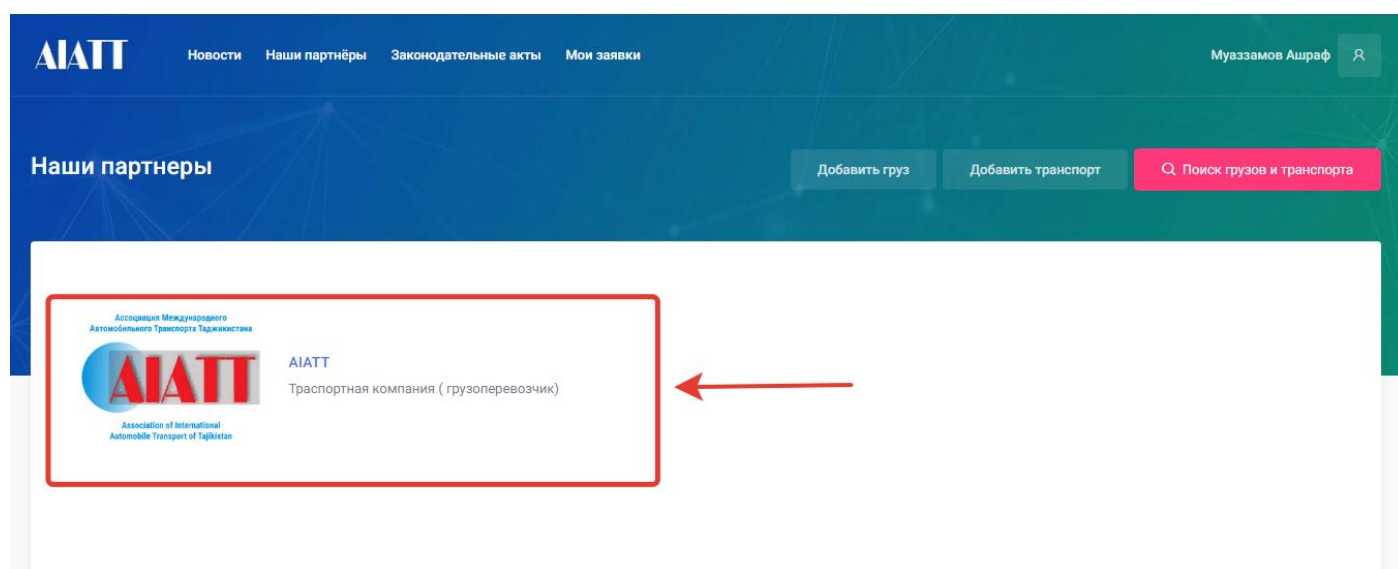 AIATT
Новости Наши партнёры Законодательные акты Мои заявки
Муаззамов Ашраф
Наши партнеры
Добавить груз
Добавить транспорт
Поиск грузов и транспорта
Ассоциация Международного
Автомобильного Транспорта Таджикистана
AIATT
Association of International
Automobile Transport of Tajikistan
AIATT
Траспортная компания ( грузоперевозчик)